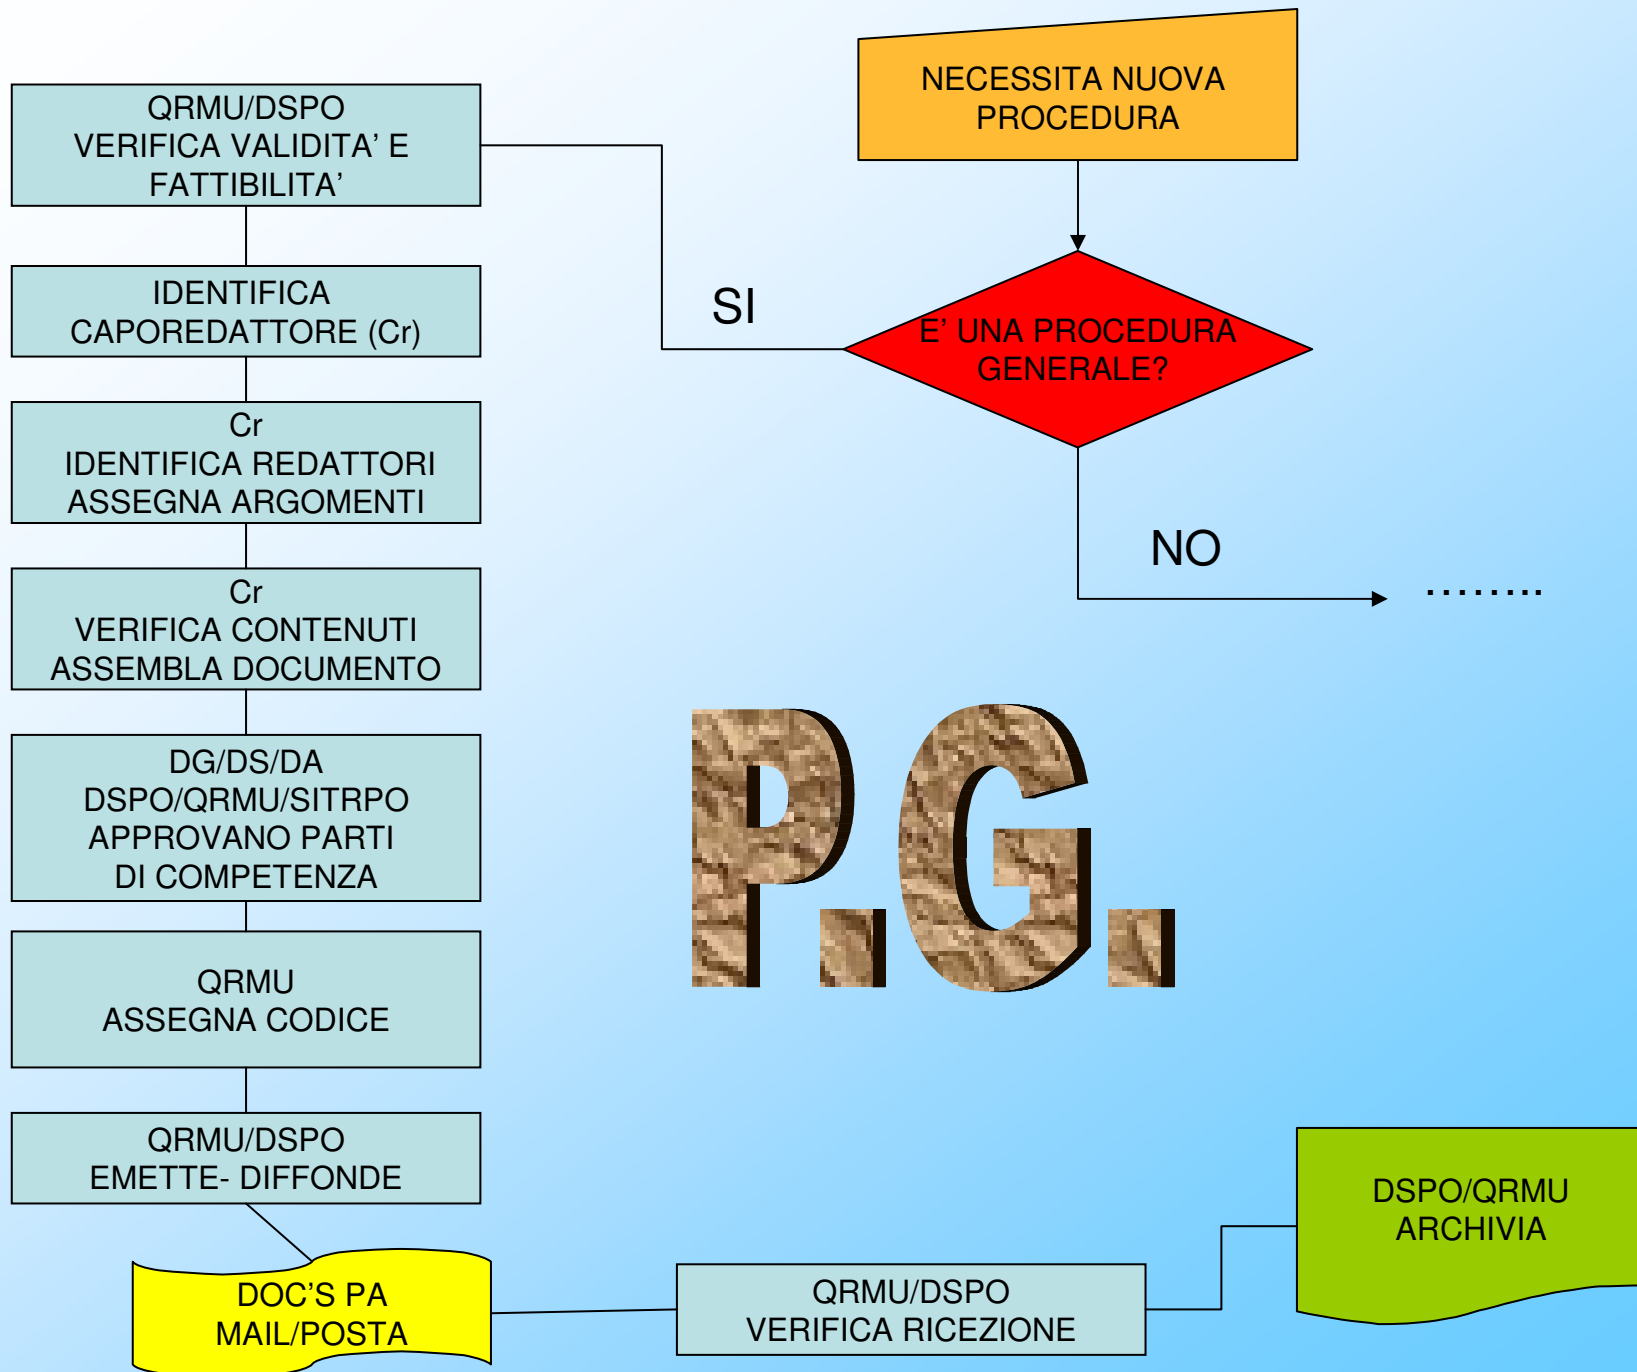 NECESSITA NUOVA
PROCEDURA
E' UNA PROCEDURA
GENERALE?
SI
NO
........
QRMU/DSPO
VERIFICA VALIDITA' E
FATTIBILITA'
IDENTIFICA
CAPOREDATTORE (Cr)
Cr
IDENTIFICA REDATTORI
ASSEGNA ARGOMENTI
Cr
VERIFICA CONTENUTI
ASSEMBLA DOCUMENTO
DG/DS/DA
DSPO/QRMU/SITRPO
APPROVANO PARTI
DI COMPETENZA
QRMU
ASSEGNA CODICE
QRMU/DSPO
EMETTE- DIFFONDE
DOC'S PA
MAIL/POSTA
QRMU/DSPO
VERIFICA RICEZIONE
DSPO/QRMU
ARCHIVIA
P.G.